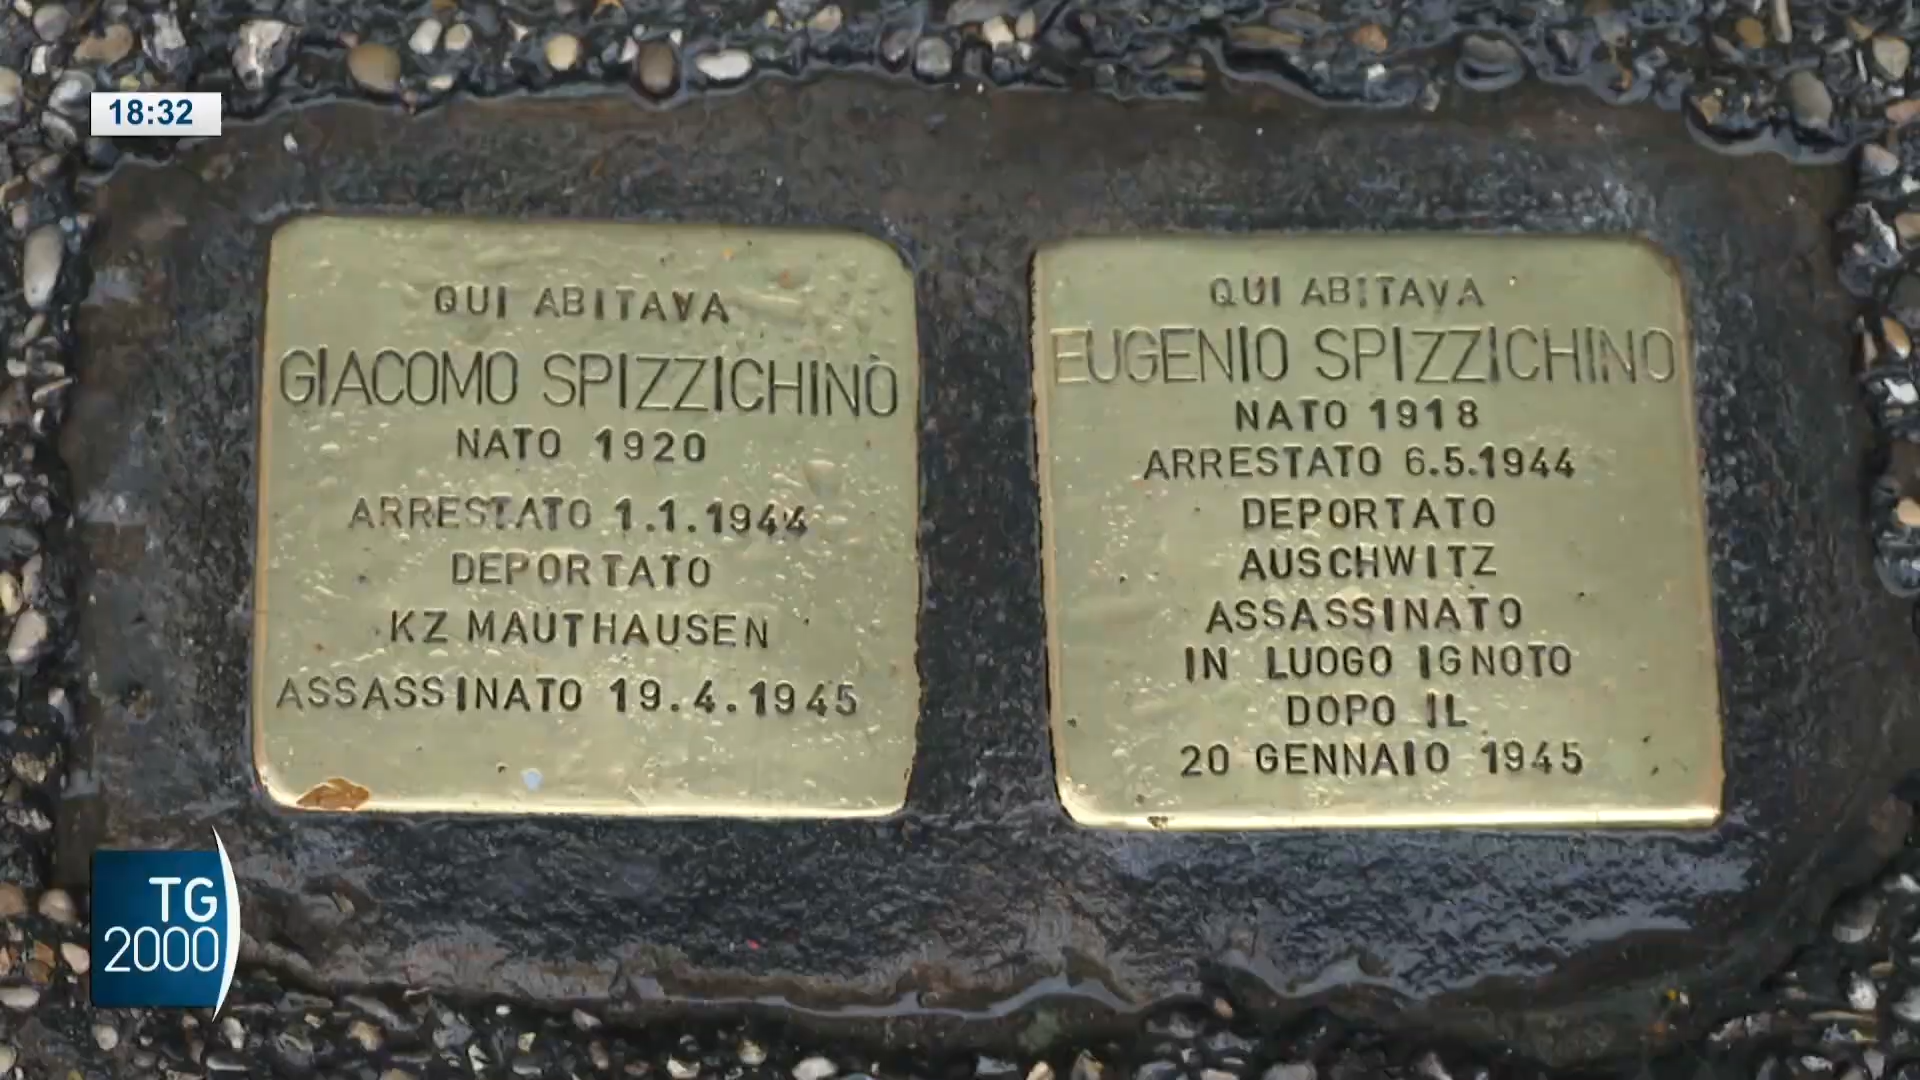 18:32
QUI ABITAVA
GIACOMO SPIZZICHINO
NATO 1920
ARRESTATO 1.1.1944
DEPORTATO
KZ MAUTHAUSEN
ASSASSINATO 19.4.1945
QUI ABITAVA
EUGENIO SPIZZICHINO
NATO 1918
ARRESTATO 6.5.1944
DEPORTATO
AUSCHWITZ
ASSASSINATO
IN LUOGO IGNOTO
DOPO IL
20 GENNAIO 1945
TG
2000